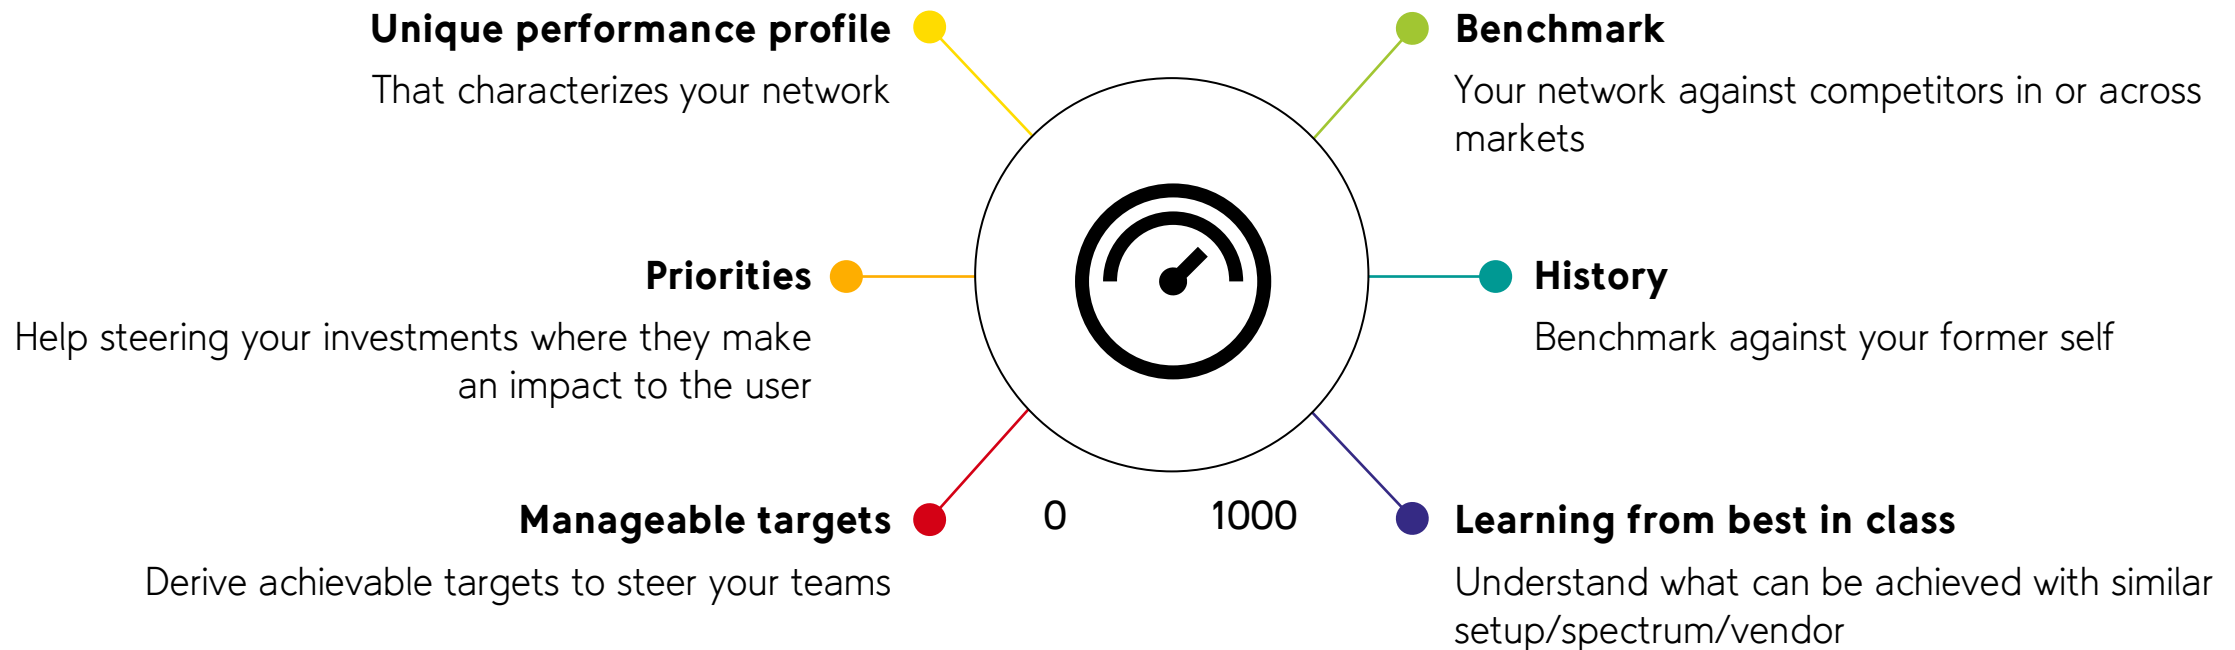 Unique performance profile
That characterizes your network
Priorities
Help steering your investments where they make
an impact to the user
Manageable targets
Derive achievable targets to steer your teams
0
1000
Benchmark
Your network against competitors in or across
markets
History
Benchmark against your former self
Learning from best in class
Understand what can be achieved with similar
setup/spectrum/vendor